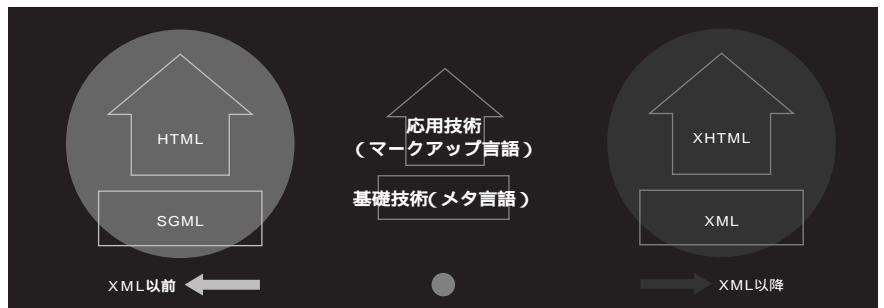 HTML
SGML
XML以前
応用技術
(マークアップ言語)
基礎技術(メタ言語)
XHTML
XML
XML以降